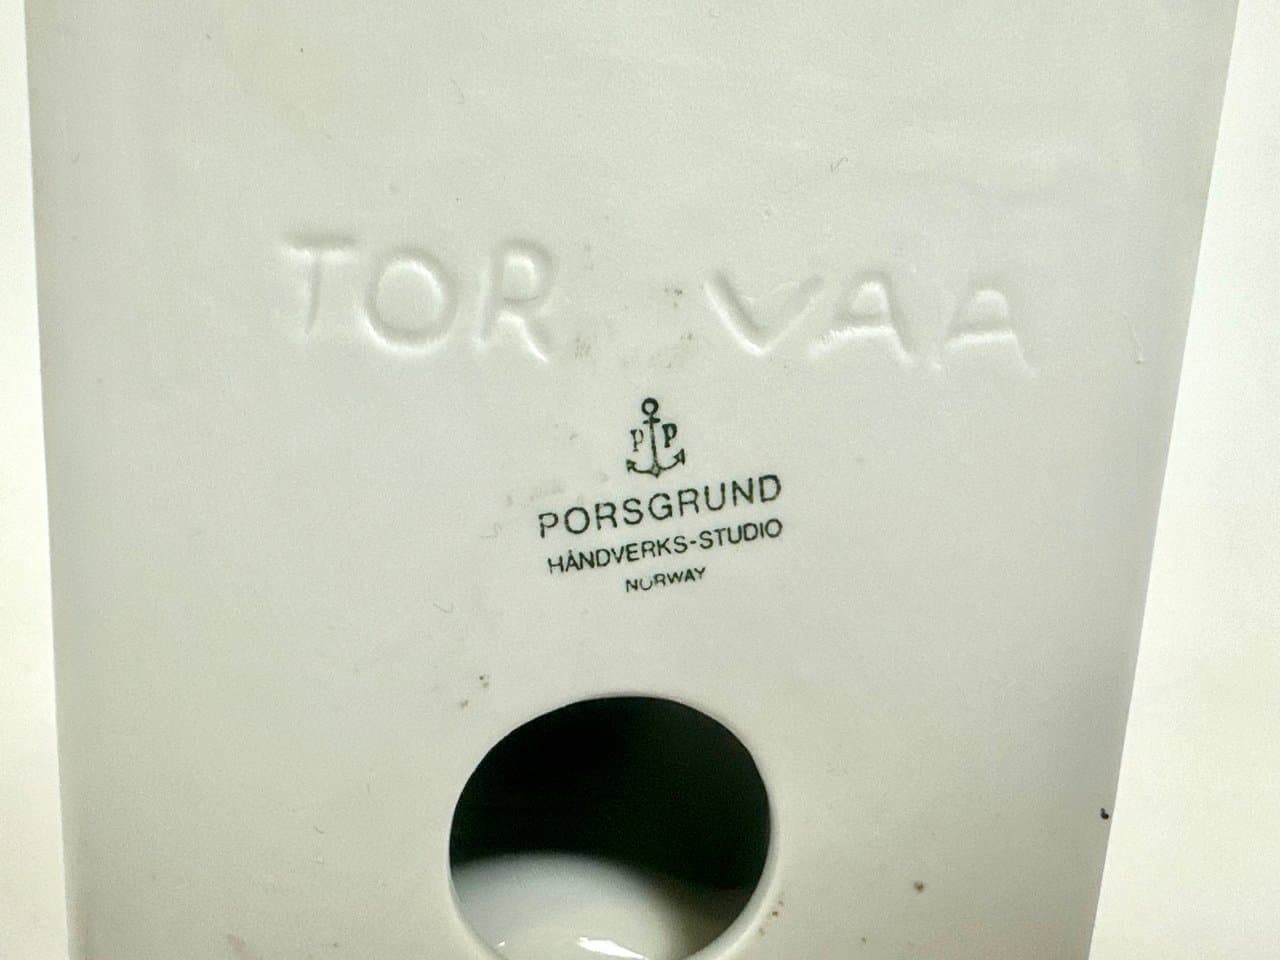 TOR VAA
P P
PORSGRUND
HÅNDVERKS-STUDIO
NORWAY